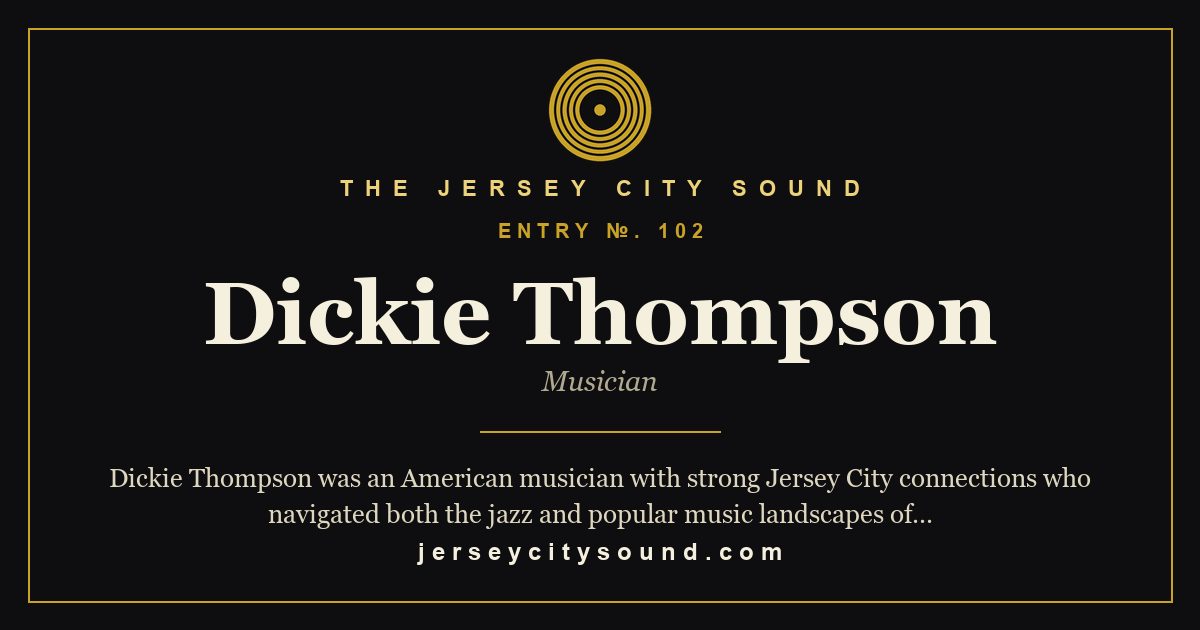 THE JERSEY CITY SOUND
ENTRY №. 102
Dickie Thompson
Musician
Dickie Thompson was an American musician with strong Jersey City connections who
navigated both the jazz and popular music landscapes of...
jerseycitysound.com